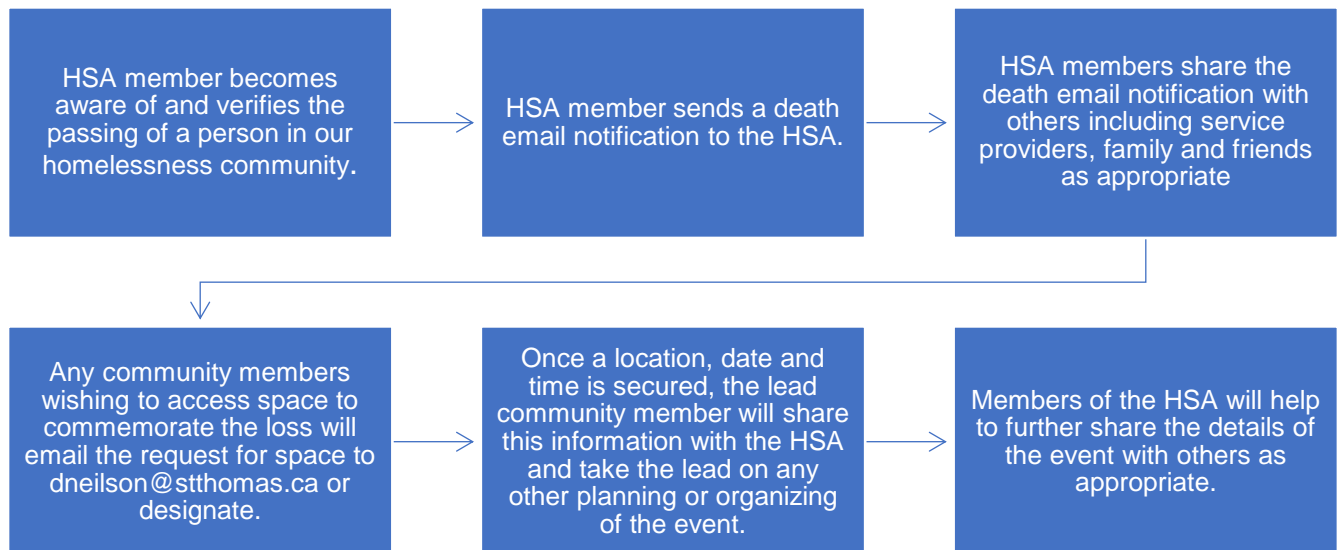 HSA member becomes
aware of and verifies the
passing of a person in our
homelessness community.
HSA member sends a death
email notification to the HSA.
HSA members share the
death email notification with
others including service
providers, family and friends
as appropriate
Any community members
wishing to access space to
commemorate the loss will
email the request for space to
dneilson@stthomas.ca or
designate.
Once a location, date and
time is secured, the lead
community member will share
this information with the HSA
and take the lead on any
other planning or organizing
of the event.
Members of the HSA will help
to further share the details of
the event with others as
appropriate.